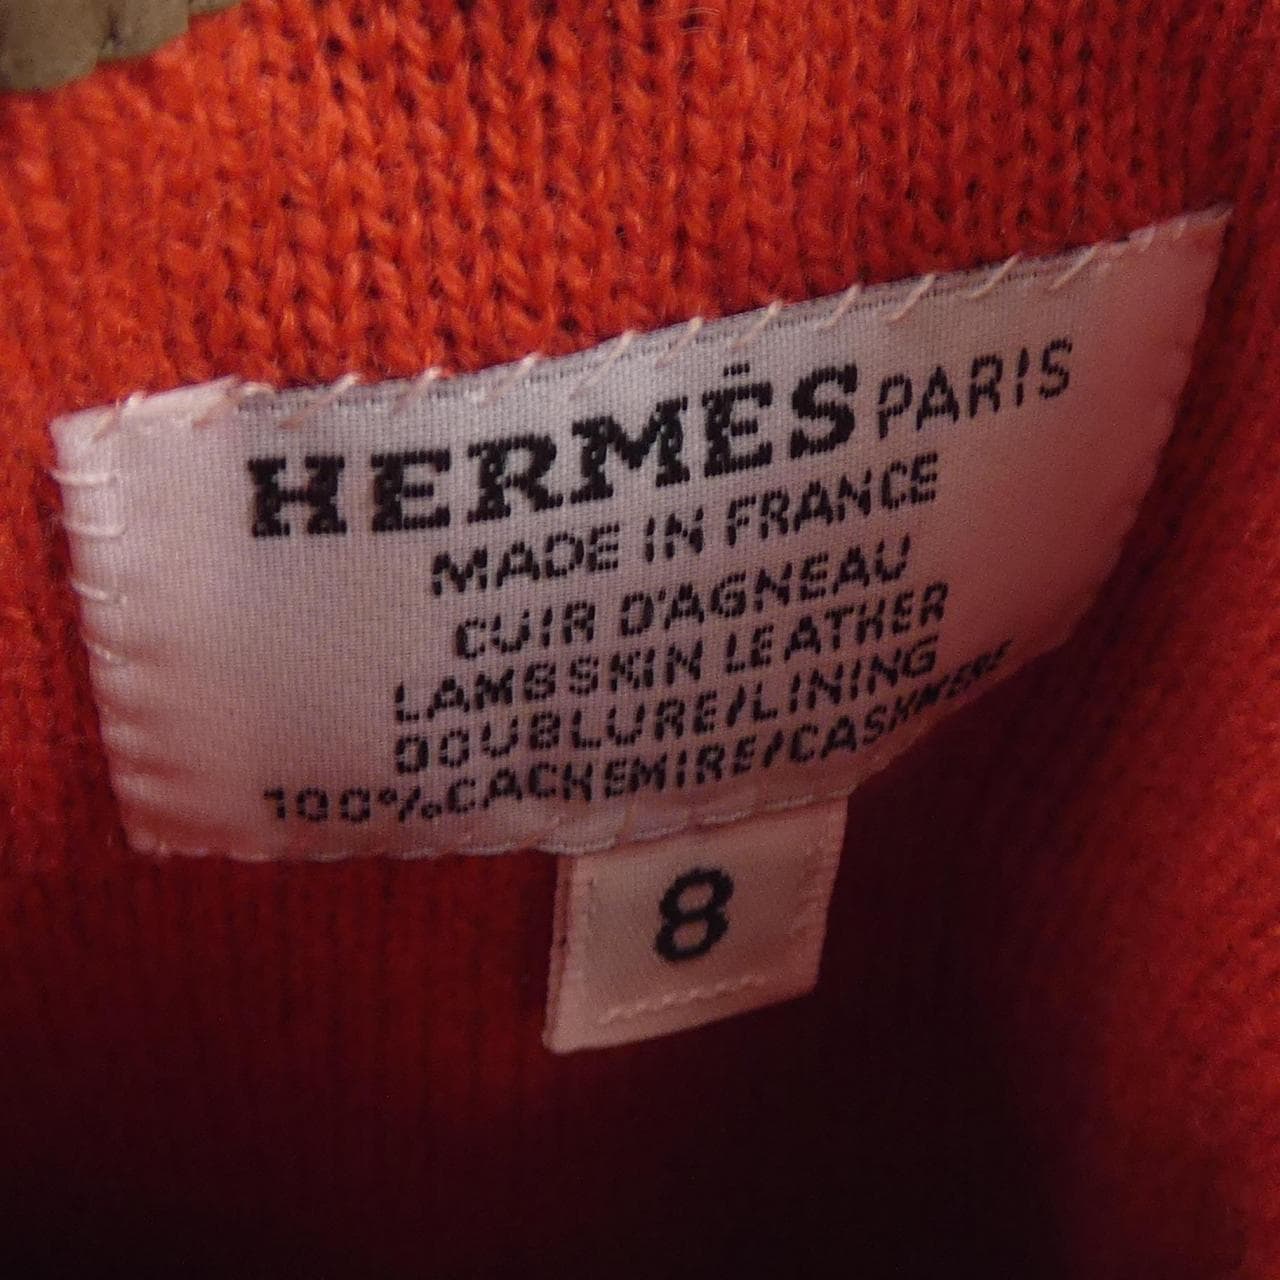 HERMÈS PARIS
MADE IN FRANCE
CUIR D'AGNEAU
LAMBSKIN LEATHER
DOUBLURE/LINING
100%CACHEMIRE/CASHMERE
8